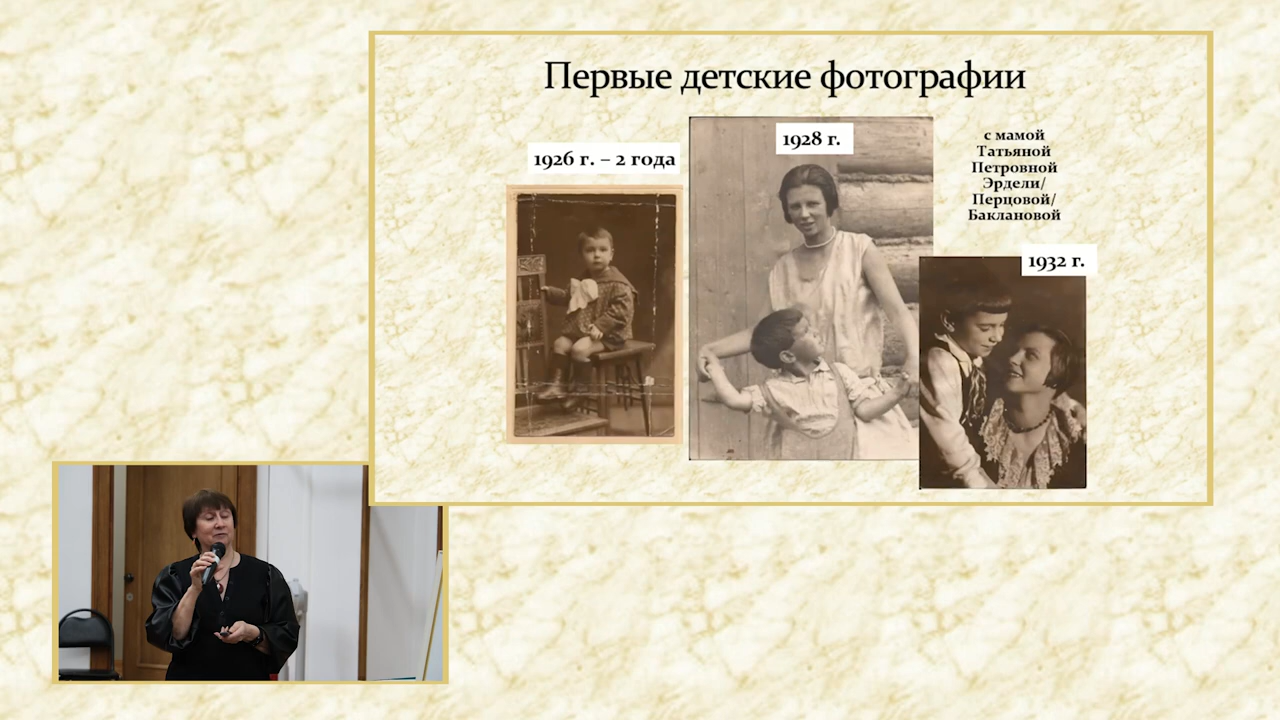 Первые детские фотографии
1926 г. – 2 года
1928 г.
с мамой
Татьяной
Петровной
Эрдели/
Перцовой/
Баклановой
1932 г.